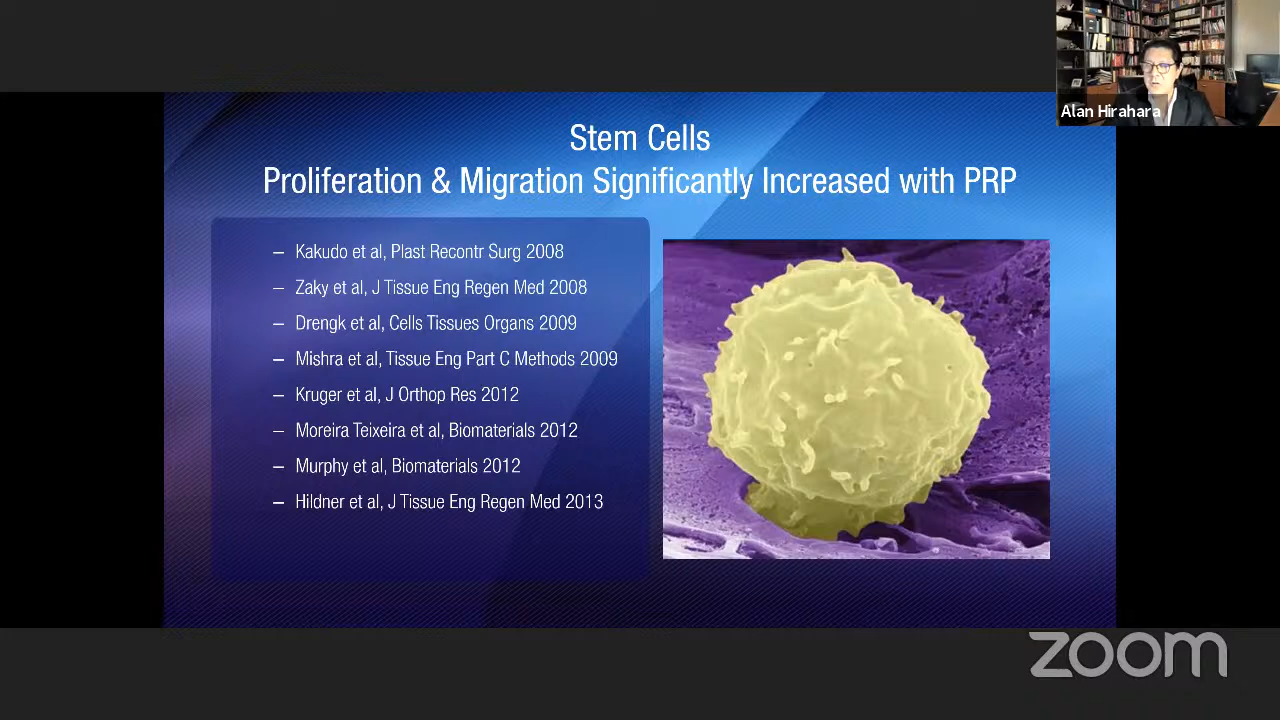 Alan Hirahara
Stem Cells
Proliferation & Migration Significantly Increased with PRP
– Kakudo et al, Plast Recontr Surg 2008
– Zaky et al, J Tissue Eng Regen Med 2008
– Drengk et al, Cells Tissues Organs 2009
– Mishra et al, Tissue Eng Part C Methods 2009
– Kruger et al, J Orthop Res 2012
– Moreira Teixeira et al, Biomaterials 2012
– Murphy et al, Biomaterials 2012
– Hildner et al, J Tissue Eng Regen Med 2013
zoom